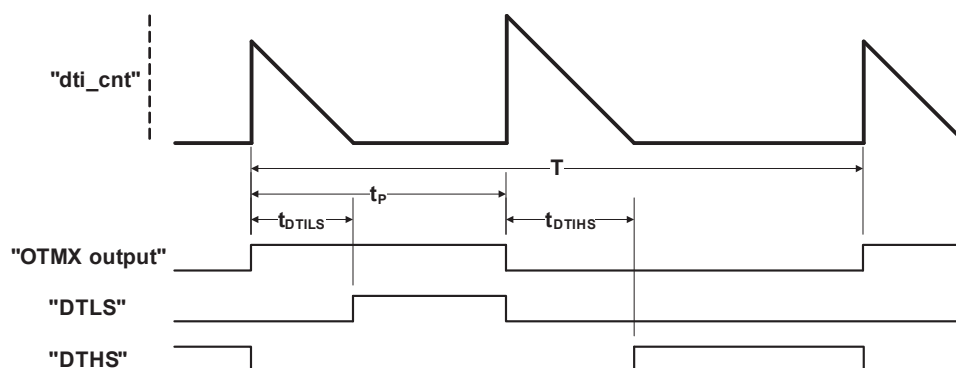 "dti_cnt"
T
tP
tDTILS
tDTIHS
"OTMX output"
"DTLS"
"DTHS"